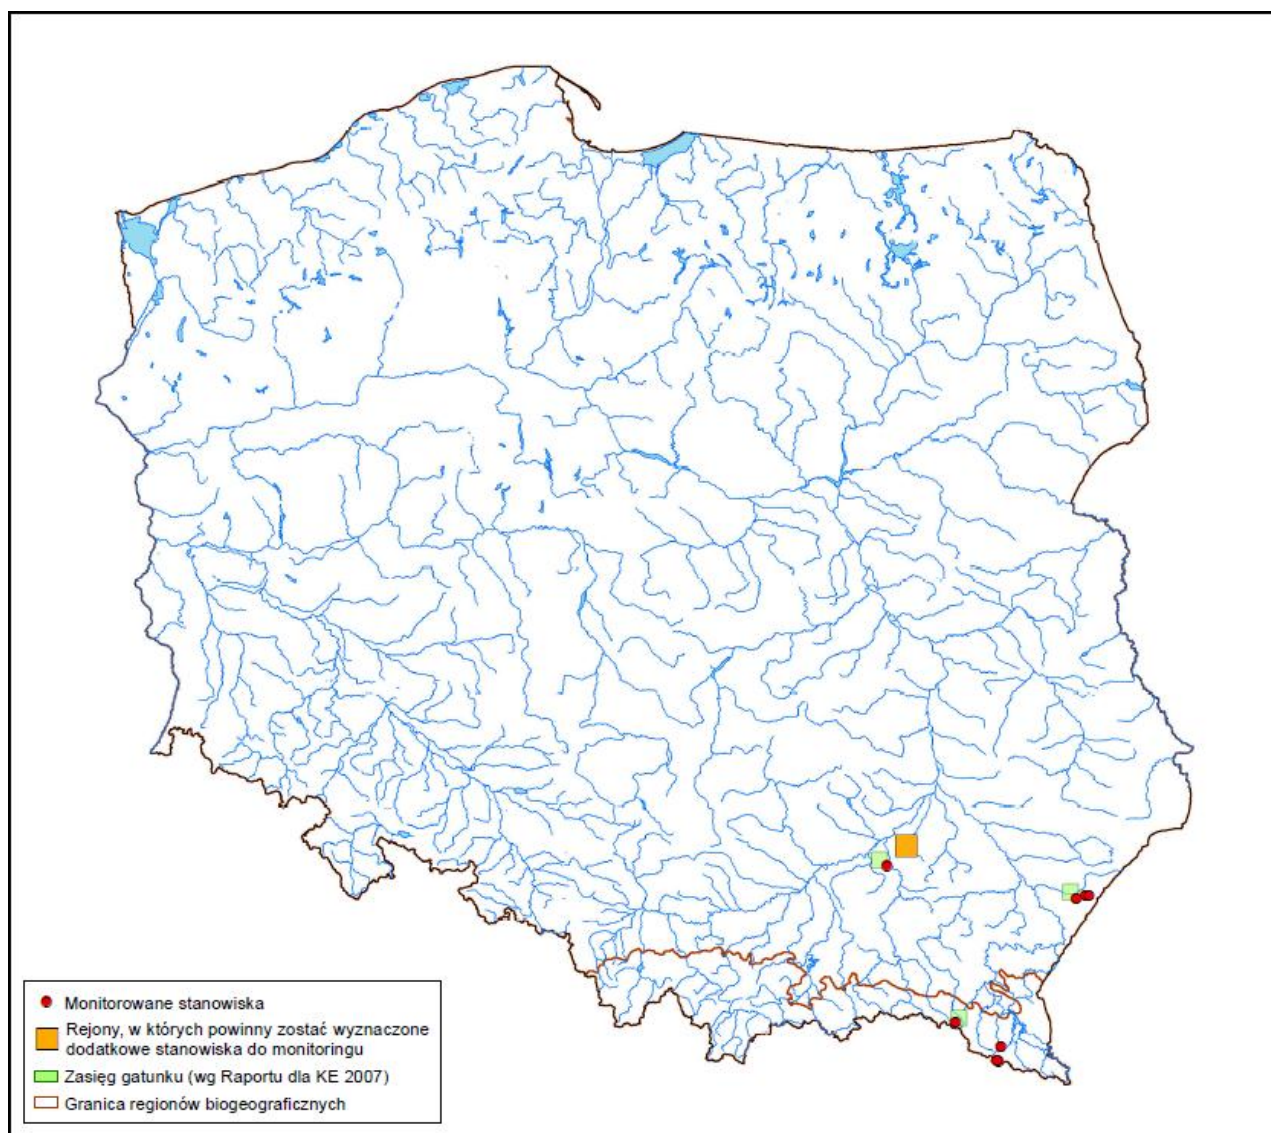 Monitorowane stanowiska
Rejony, w których powinny zostać wyznaczone
dodatkowe stanowiska do monitoringu
Zasięg gatunku (wg Raportu dla KE 2007)
Granica regionów biogeograficznych